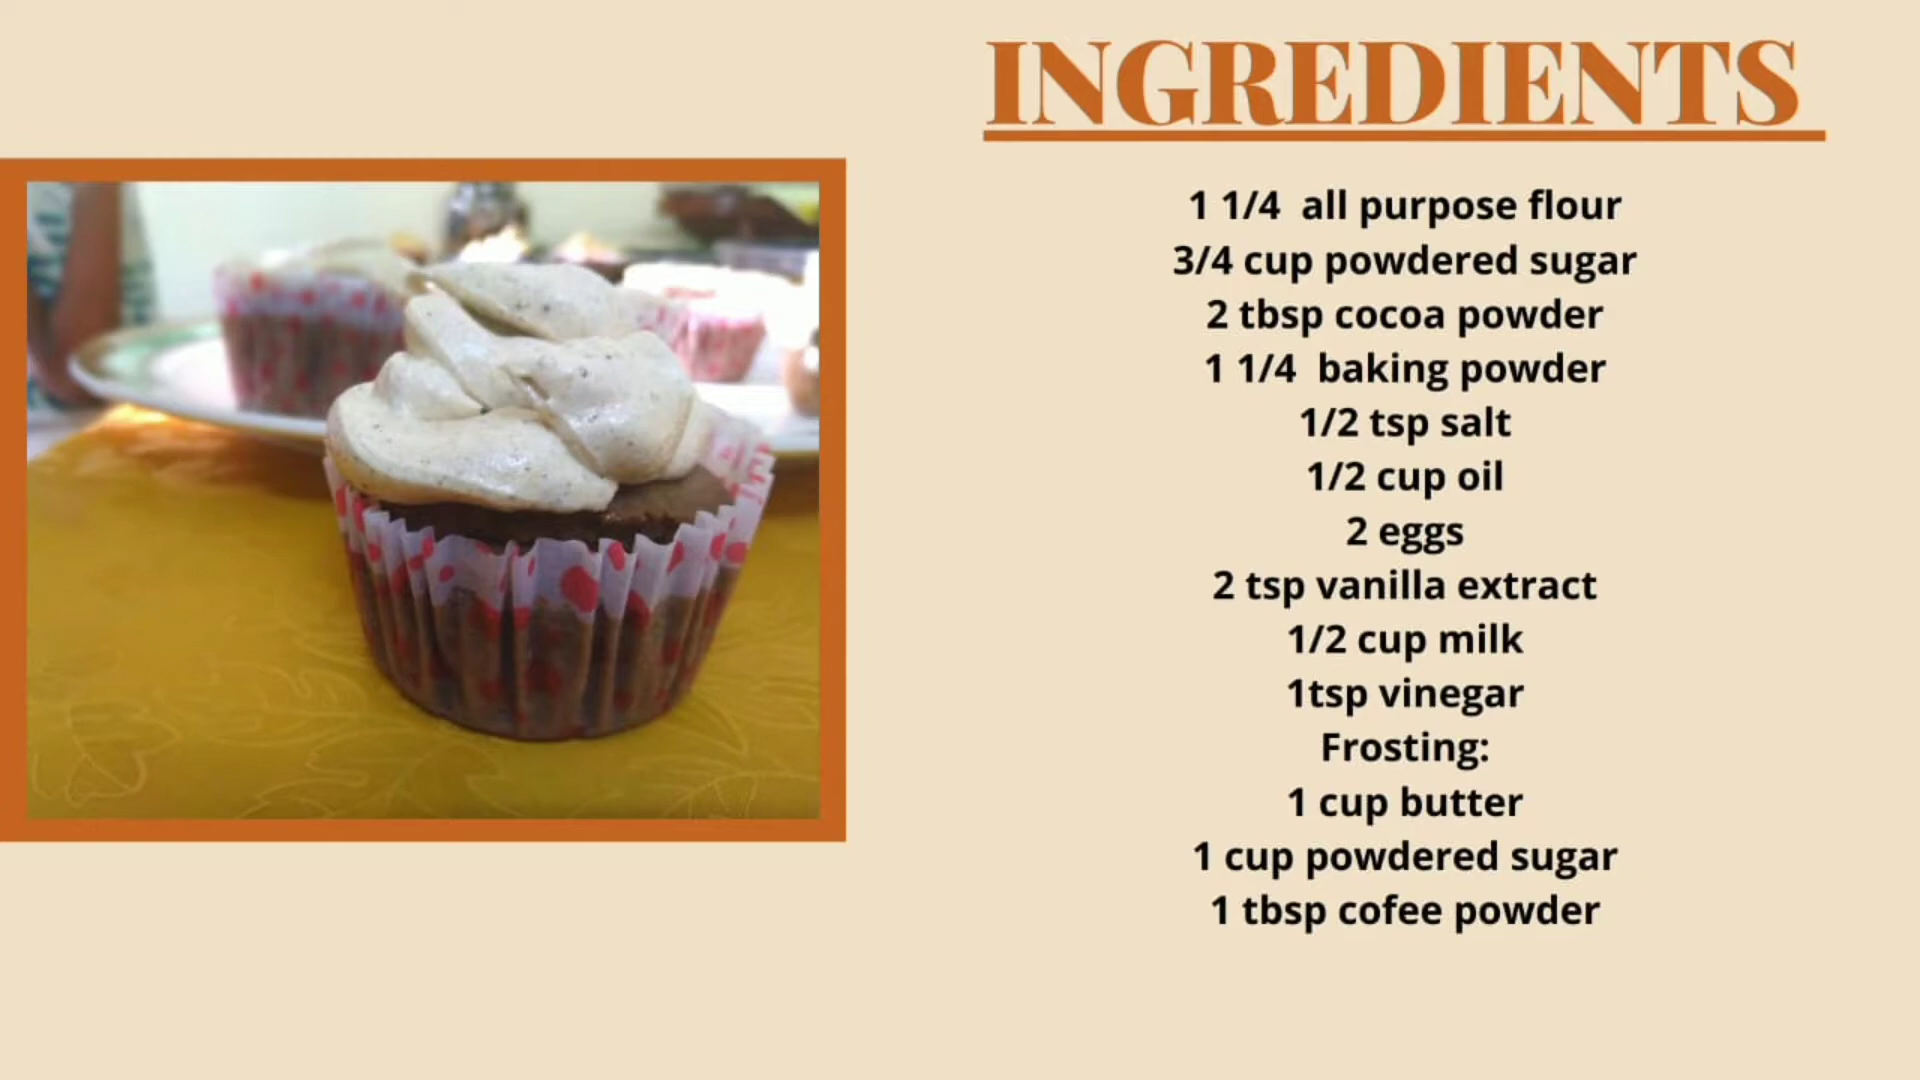 INGREDIENTS
1 1/4  all purpose flour
3/4 cup powdered sugar
2 tbsp cocoa powder
1 1/4  baking powder
1/2 tsp salt
1/2 cup oil
2 eggs
2 tsp vanilla extract
1/2 cup milk
1tsp vinegar
Frosting:
1 cup butter
1 cup powdered sugar
1 tbsp cofee powder